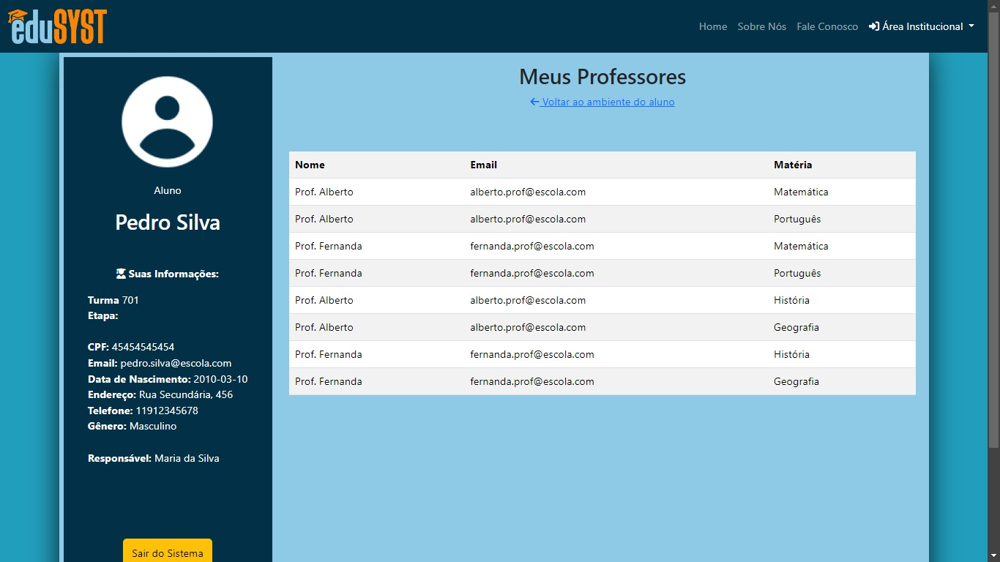 eduSYST
Home Sobre Nós Fale Conosco Área Institucional
Aluno
Pedro Silva
Suas Informações:
Turma 701
Etapa:
CPF: 45454545454
Email: pedro.silva@escola.com
Data de Nascimento: 2010-03-10
Endereço: Rua Secundária, 456
Telefone: 11912345678
Gênero: Masculino
Responsável: Maria da Silva
Sair do Sistema
Meus Professores
Voltar ao ambiente do aluno
Nome Email Matéria
Prof. Alberto alberto.prof@escola.com Matemática
Prof. Alberto alberto.prof@escola.com Português
Prof. Fernanda fernanda.prof@escola.com Matemática
Prof. Fernanda fernanda.prof@escola.com Português
Prof. Alberto alberto.prof@escola.com História
Prof. Alberto alberto.prof@escola.com Geografia
Prof. Fernanda fernanda.prof@escola.com História
Prof. Fernanda fernanda.prof@escola.com Geografia